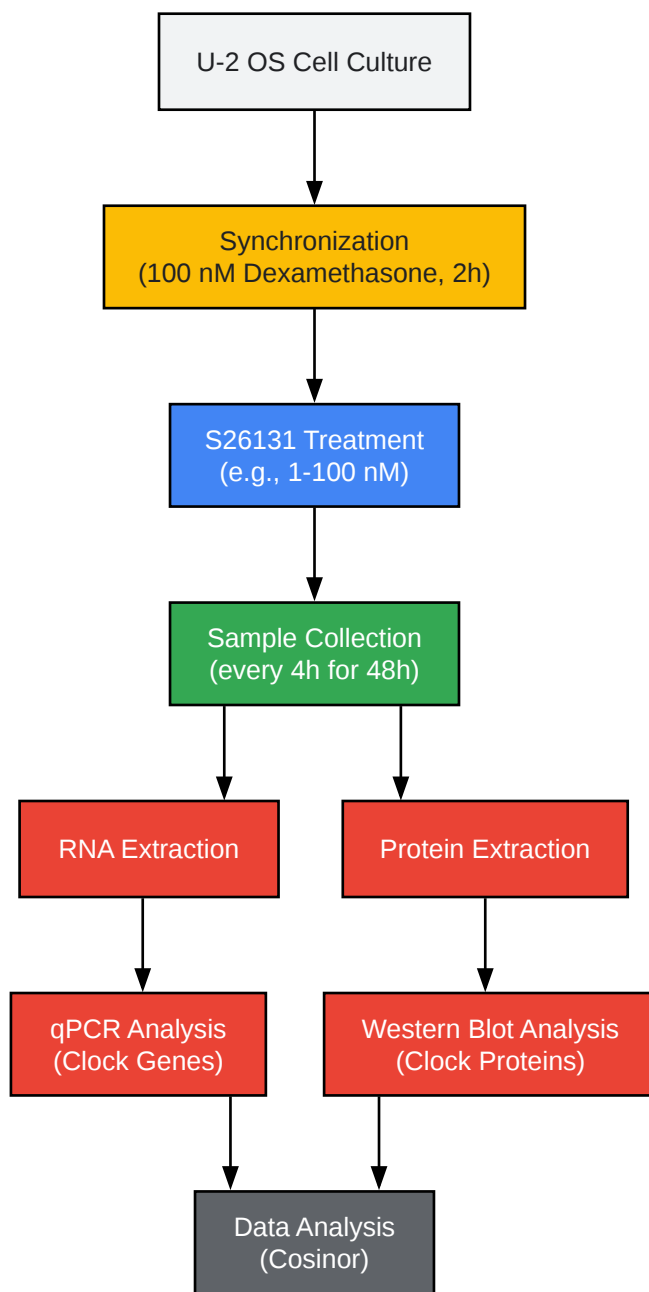 U-2 OS Cell Culture
Synchronization
(100 nM Dexamethasone, 2h)
S26131 Treatment
(e.g., 1-100 nM)
Sample Collection
(every 4h for 48h)
RNA Extraction
Protein Extraction
qPCR Analysis
(Clock Genes)
Western Blot Analysis
(Clock Proteins)
Data Analysis
(Cosinor)